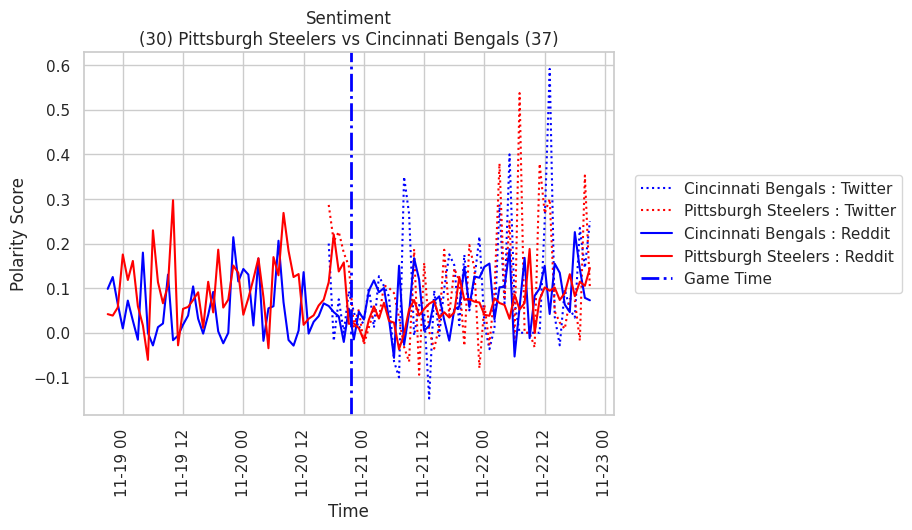 Sentiment
(30) Pittsburgh Steelers vs Cincinnati Bengals (37)
Polarity Score
0.6
0.5
0.4
0.3
0.2
0.1
0.0
−0.1
11-19 00
11-19 12
11-20 00
11-20 12
11-21 00
11-21 12
11-22 00
11-22 12
11-23 00
Time
Cincinnati Bengals : Twitter
Pittsburgh Steelers : Twitter
Cincinnati Bengals : Reddit
Pittsburgh Steelers : Reddit
Game Time